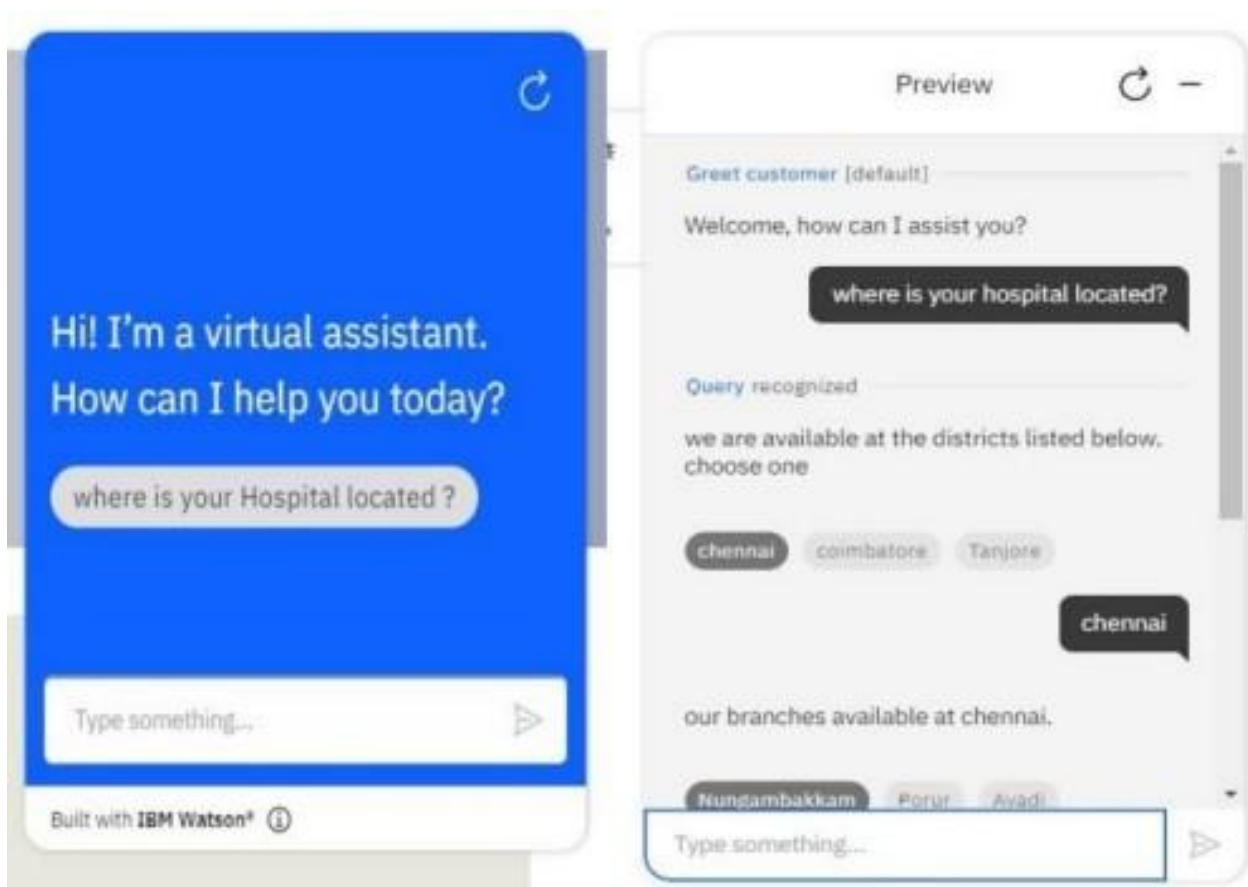 Hi! I'm a virtual assistant.
How can I help you today?
where is your Hospital located ?
Type something...
Built with IBM Watson®
Preview
Greet customer [default]
Welcome, how can I assist you?
where is your hospital located?
Query recognized
we are available at the districts listed below.
choose one
chennai coimbatore Tanjore
chennai
our branches available at chennai.
Nungambakkam Porur Avadi
Type something...